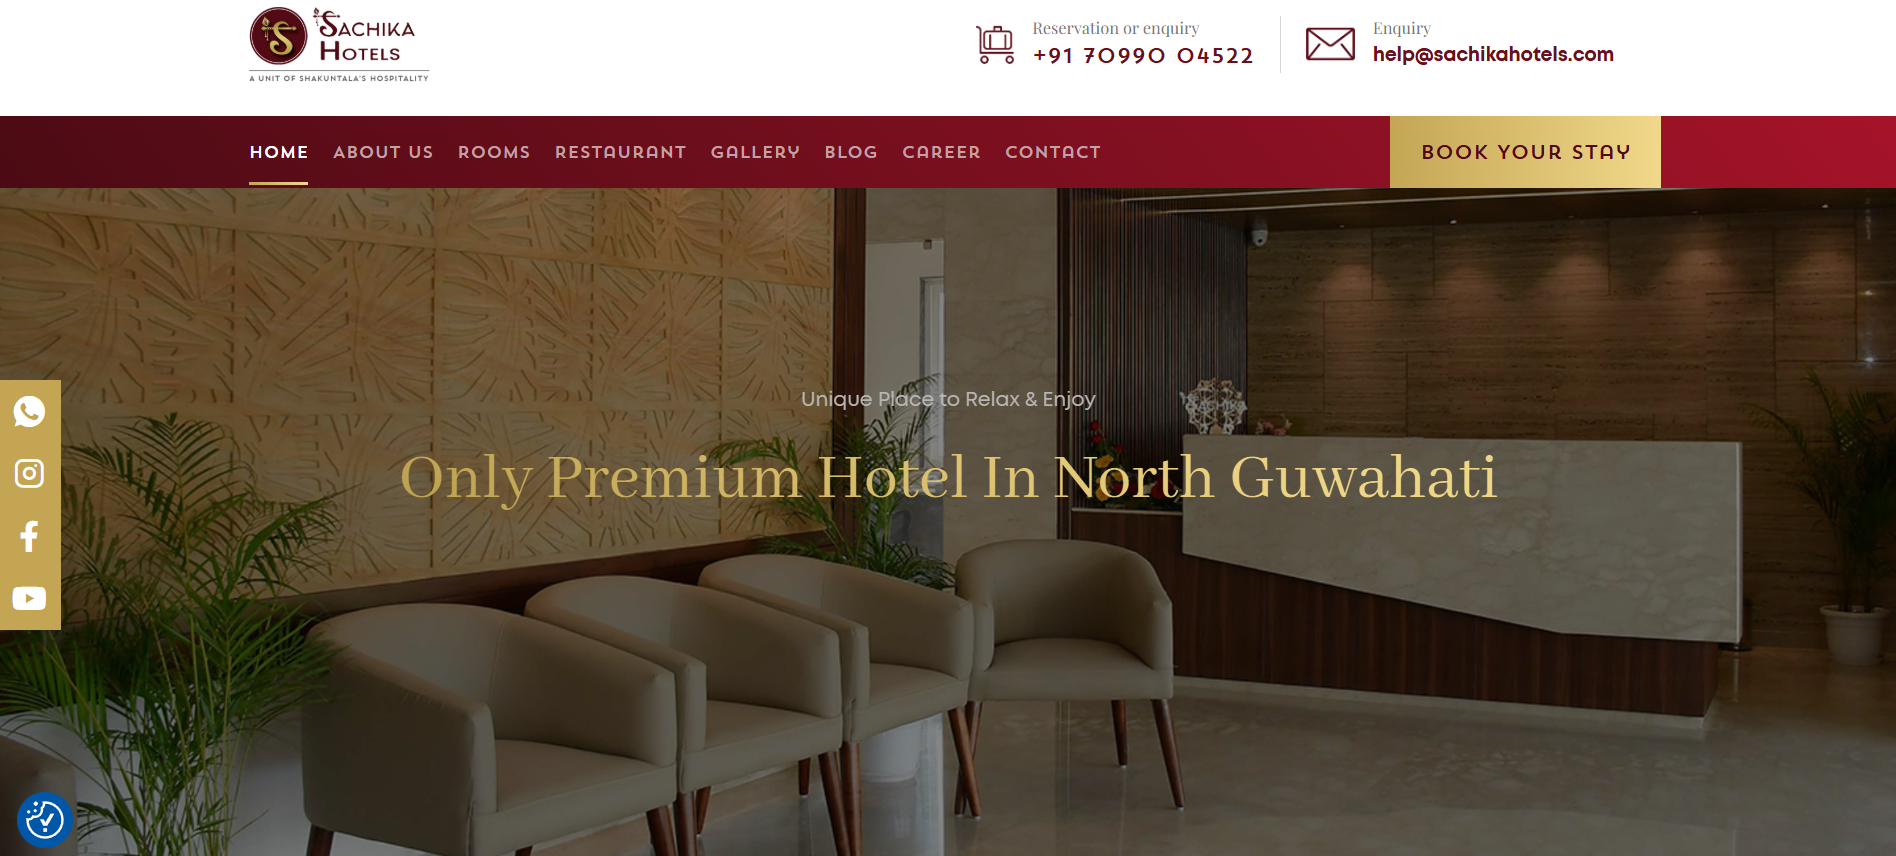 SACHIKA
HOTELS
A UNIT OF SHAKUNTALA'S HOSPITALITY
Reservation or enquiry
+91 70990 04522
Enquiry
help@sachikahotels.com
HOME ABOUT US ROOMS RESTAURANT GALLERY BLOG CAREER CONTACT
BOOK YOUR STAY
Unique Place to Relax & Enjoy
SACHIKA
Only Premium Hotel In North Guwahati